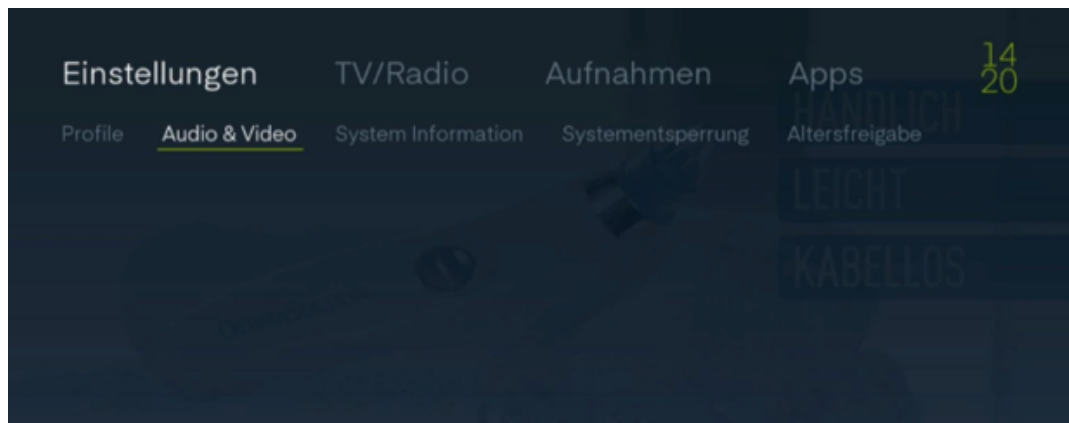 Einstellungen TV/Radio Aufnahmen Apps 14
20
Profile Audio & Video System Information Systementsperrung Altersfreigabe
HANDLICH
LEICHT
KABELLOS